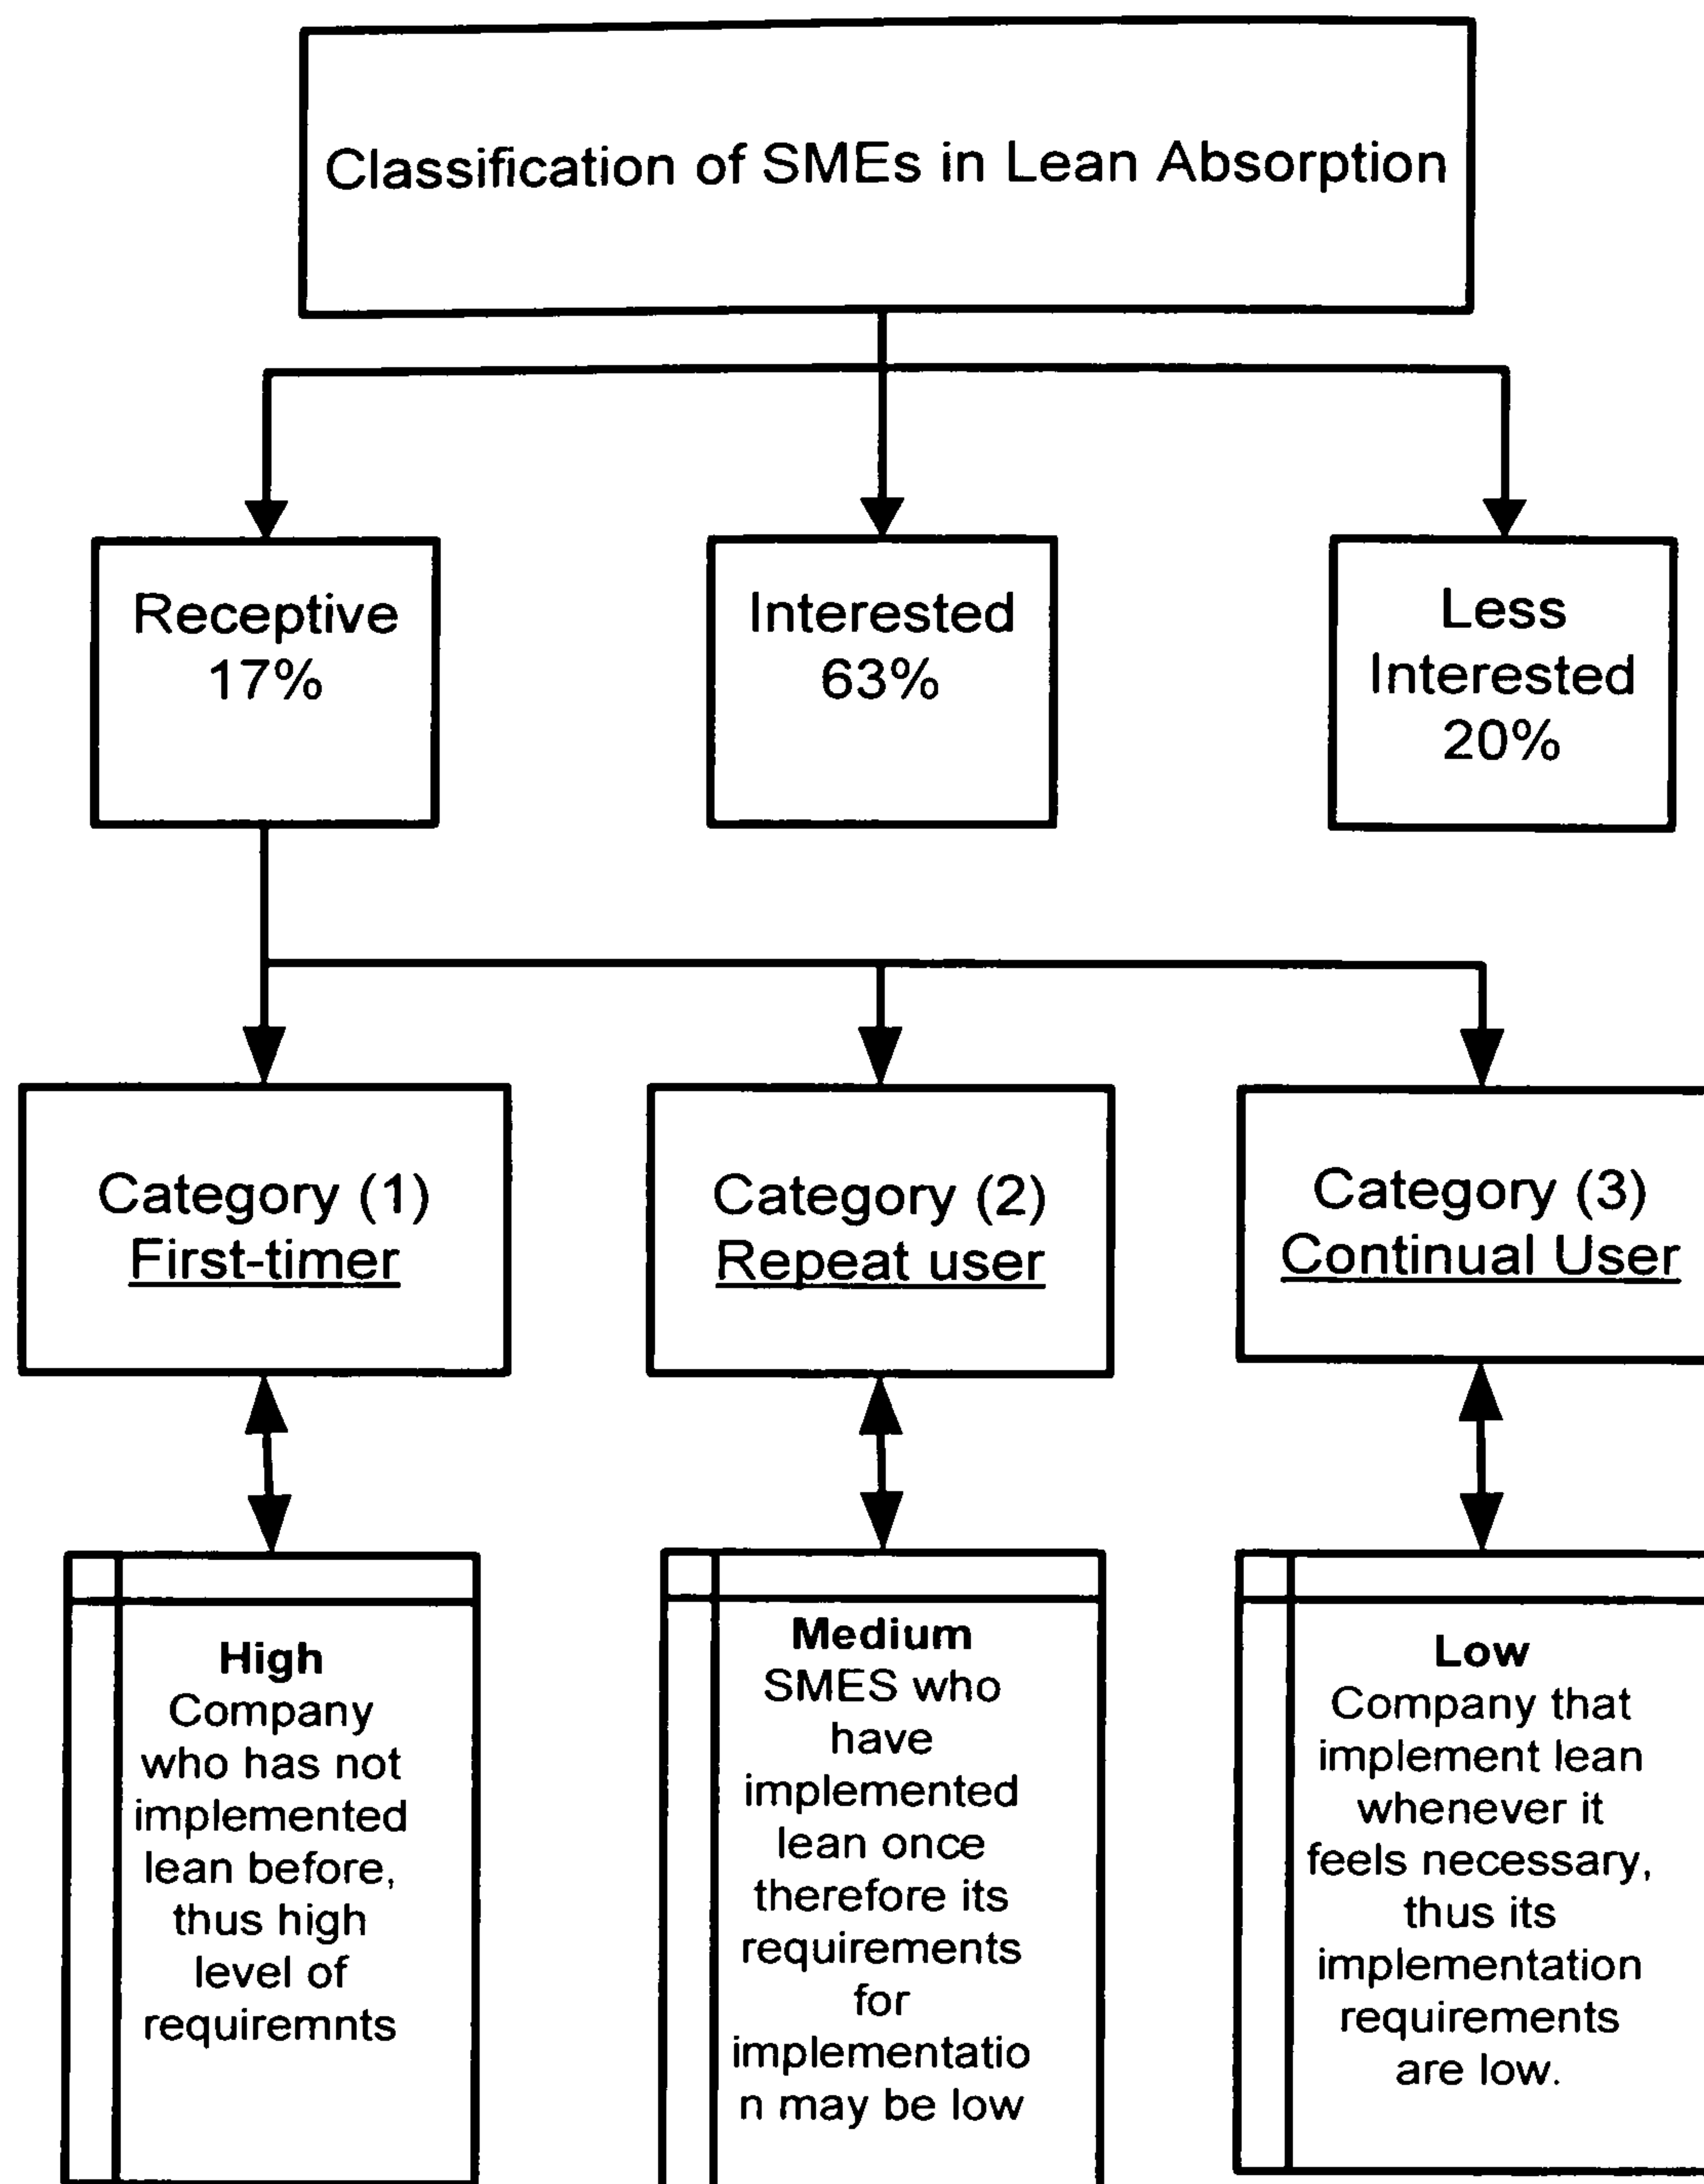 Classification of SMEs in Lean Absorption
Receptive
17%
Interested
63%
Less
Interested
20%
Category (1)
First-timer
Category (2)
Repeat user
Category (3)
Continual User
High
Company
who has not
implemented
lean before,
thus high
level of
requiremnts
Medium
SMES who
have
implemented
lean once
therefore its
requirements
for
implementatio
n may be low
Low
Company that
implement lean
whenever it
feels necessary,
thus its
implementation
requirements
are low.